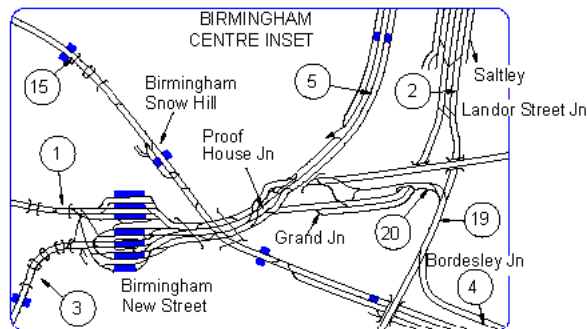 BIRMINGHAM
CENTRE INSET
15
Birmingham
Snow Hill
5
2
Saltley
Landor Street Jn
Proof
House Jn
1
Grand Jn
20
19
Bordesley Jn
3
Birmingham
New Street
4